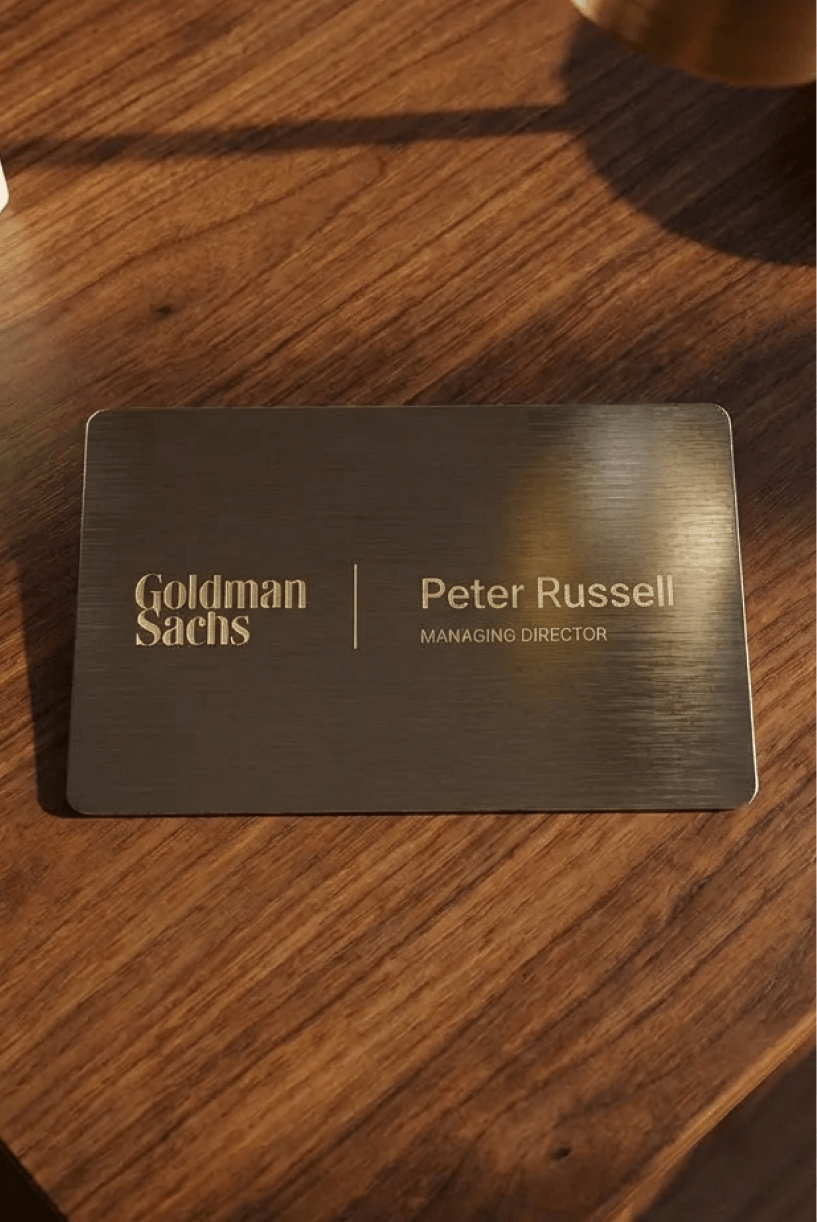 Goldman
Sachs
Peter Russell
MANAGING DIRECTOR